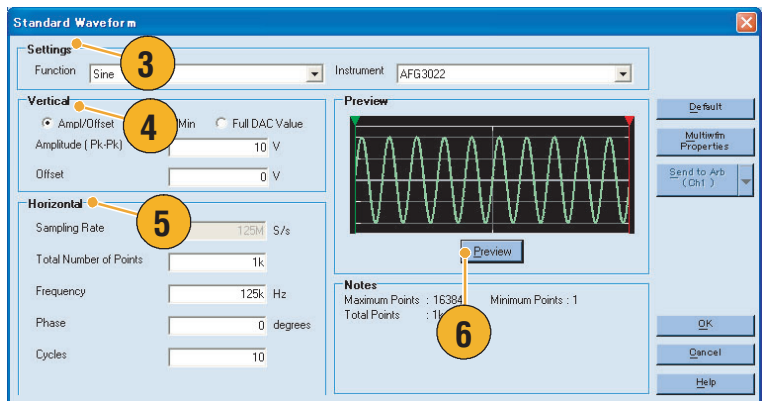 Standard Waveform
Settings
3
Function Sine
Instrument AFG3022
Vertical
4
Ampl/Offset Min Full DAC Value
Amplitude ( Pk-Pk) 10 V
Offset 0 V
Horizontal
5
Sampling Rate 125M S/s
Total Number of Points 1k
Frequency 125k Hz
Phase 0 degrees
Cycles 10
Preview
Preview
6
Notes
Maximum Points : 16384 Minimum Points : 1
Total Points : 1k
Default
Multiwfm
Properties
Send to Arb
(Ch1)
OK
Cancel
Help